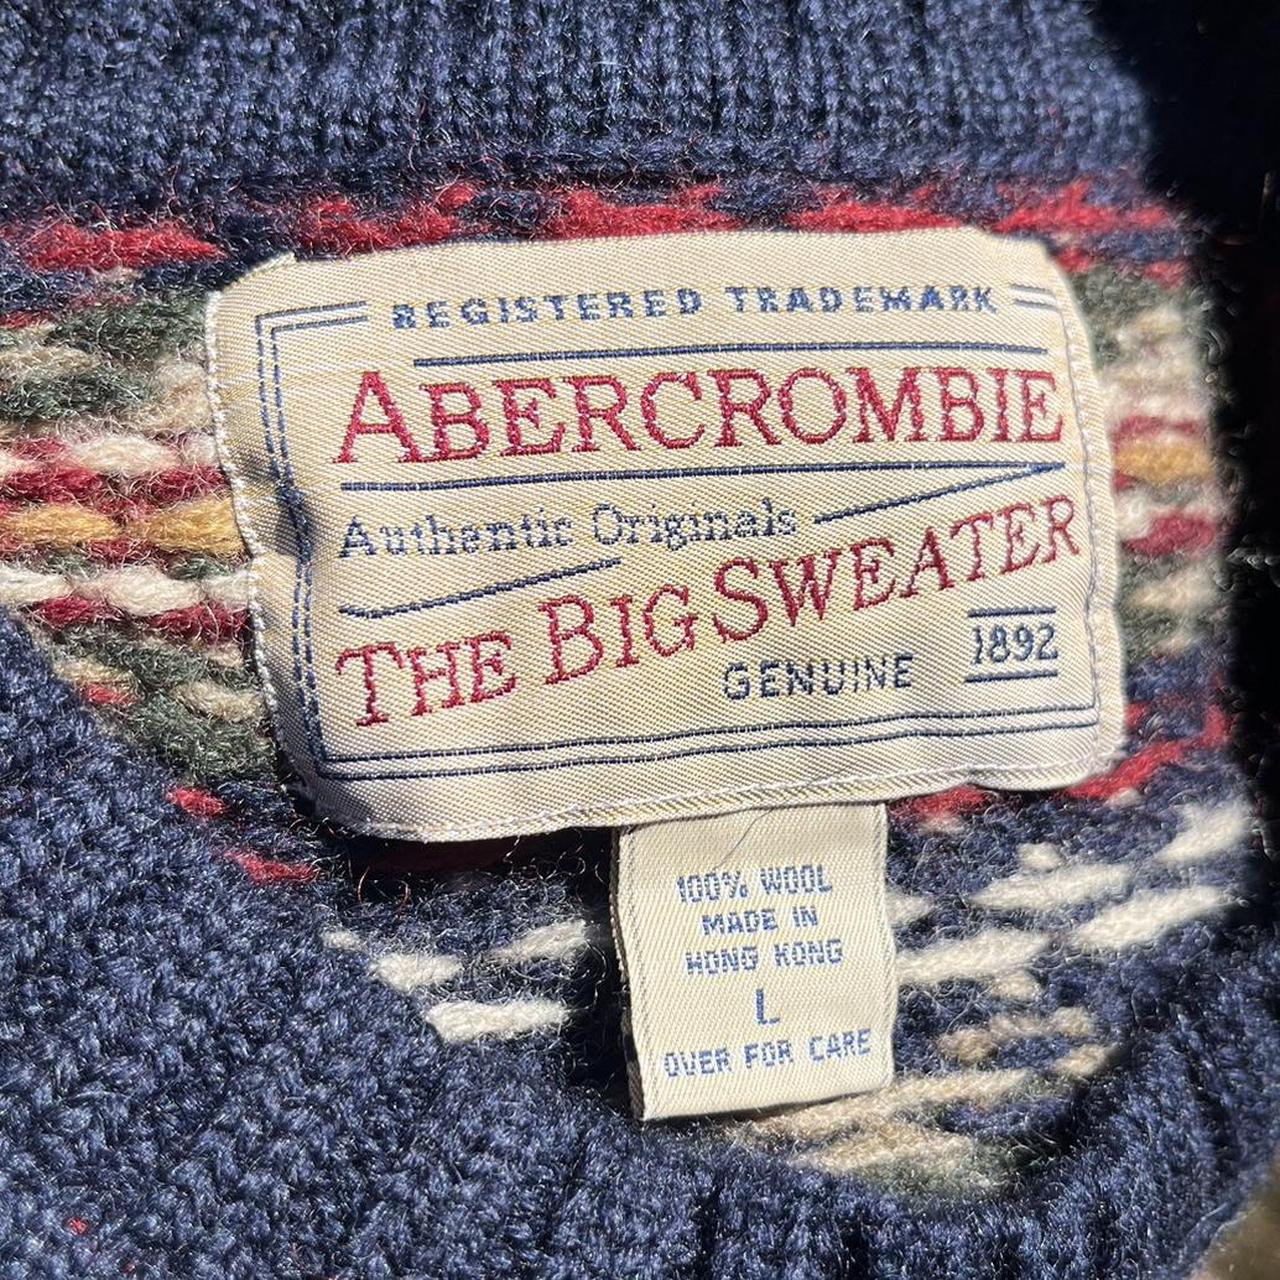 REGISTERED TRADEMARK
ABERCROMBIE
Authentic Originals
THE BIG SWEATER
GENUINE 1892
100% WOOL
MADE IN
HONG KONG
L
OVER FOR CARE